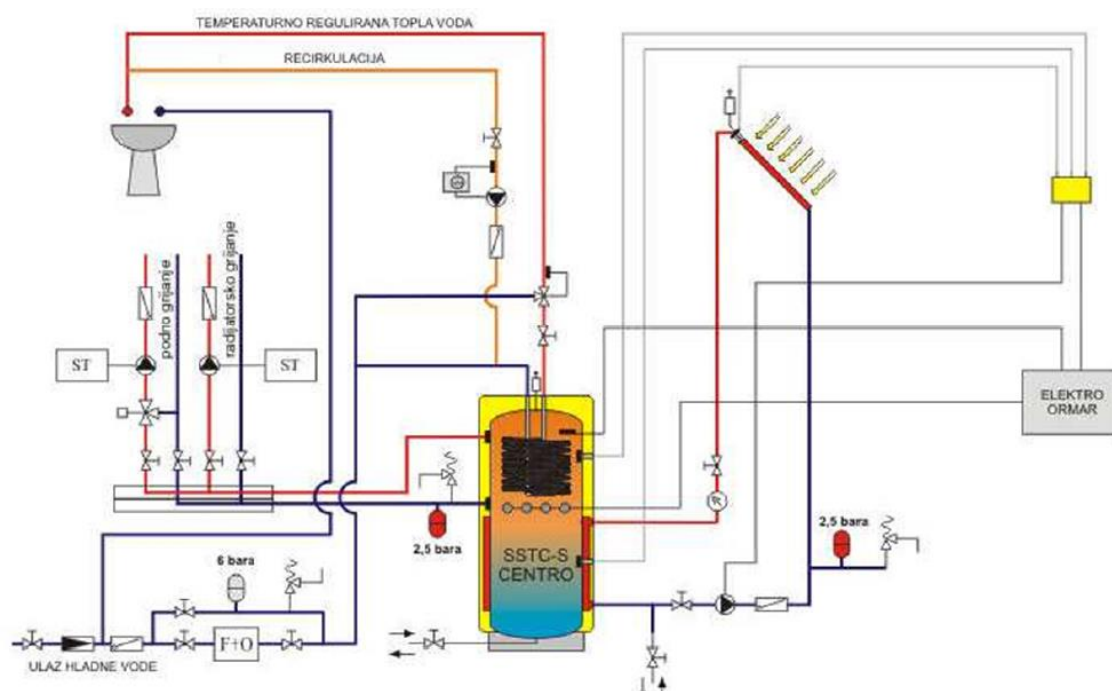 TEMPERATURNO REGULIRANA TOPLA VODA
RECIRKULACIJA
podno grijanje
radijatorsko grijanje
ST
ST
ELEKTRO
ORMAR
2,5 bara
2,5 bara
SSTC-S
CENTRO
6 bara
F+O
ULAZ HLADNE VODE